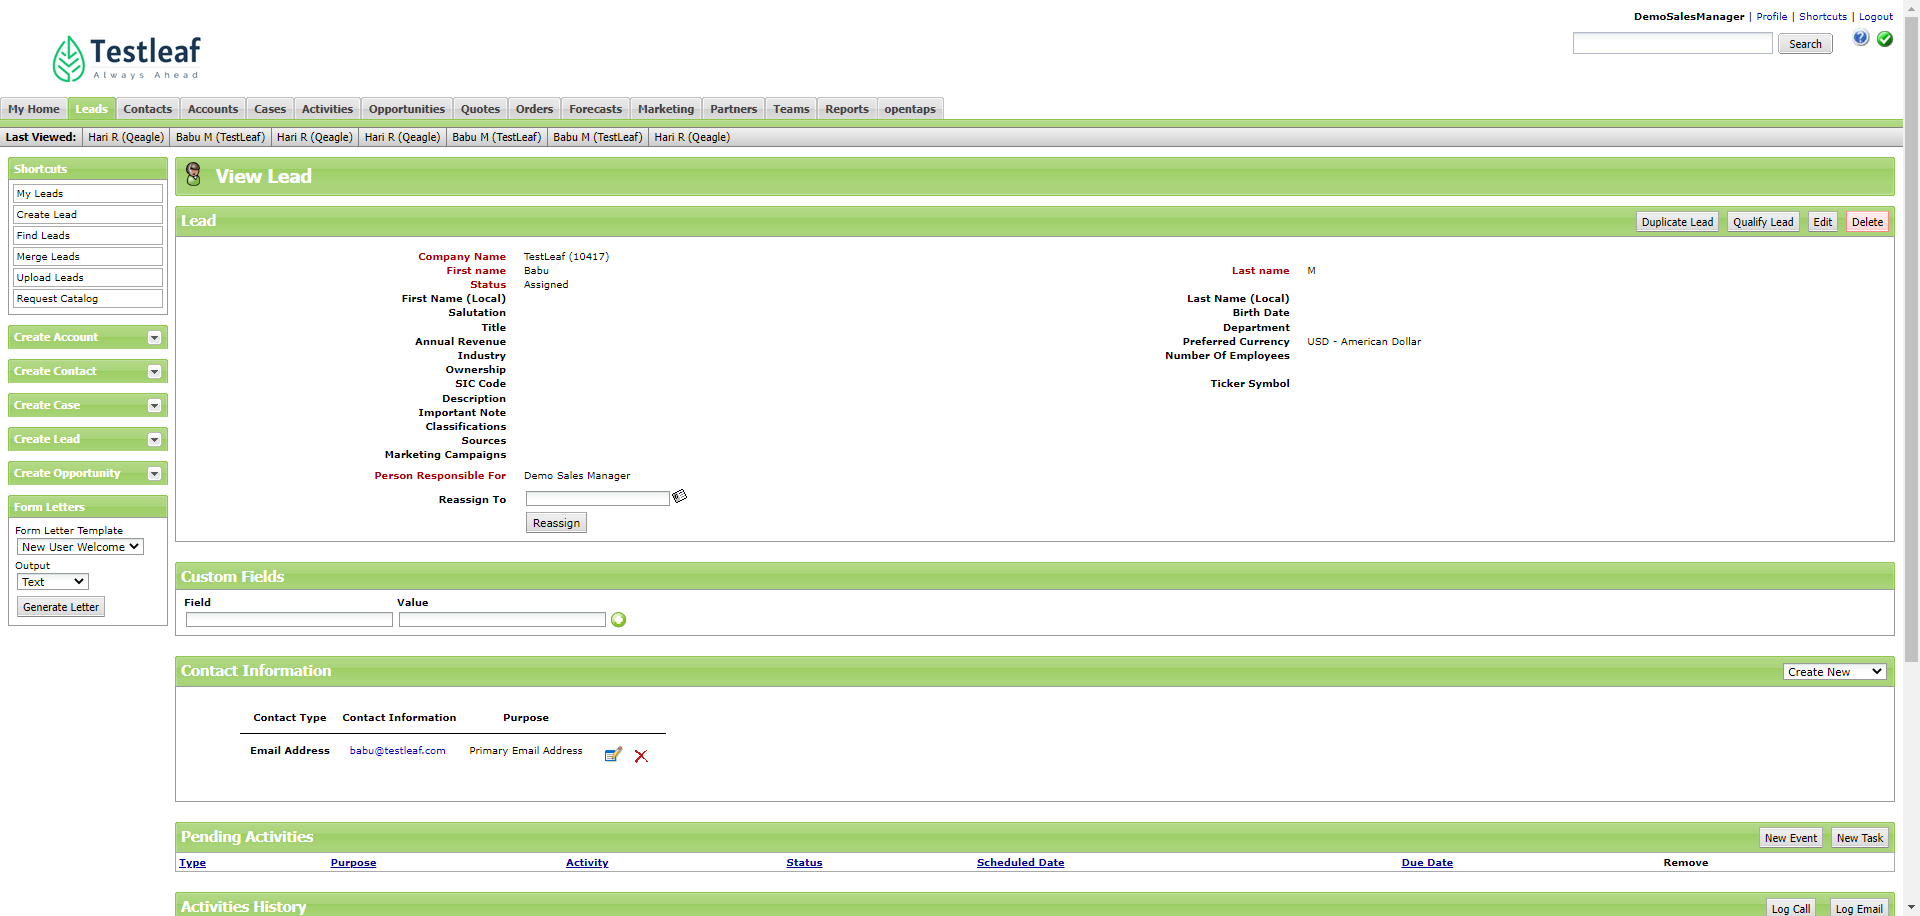 DemoSalesManager | Profile | Shortcuts | Logout
Testleaf
Always Ahead
Search
My Home Leads Contacts Accounts Cases Activities Opportunities Quotes Orders Forecasts Marketing Partners Teams Reports opentaps
Last Viewed: Hari R (Qeagle) Babu M (TestLeaf) Hari R (Qeagle) Hari R (Qeagle) Babu M (TestLeaf) Babu M (TestLeaf) Hari R (Qeagle)
Shortcuts
My Leads
Create Lead
Find Leads
Merge Leads
Upload Leads
Request Catalog
Create Account
Create Contact
Create Case
Create Lead
Create Opportunity
Form Letters
Form Letter Template
New User Welcome
Output
Text
Generate Letter
View Lead
Lead Duplicate Lead Qualify Lead Edit Delete
Company Name TestLeaf (10417)
First name Babu Last name M
Status Assigned
First Name (Local) Last Name (Local)
Salutation Birth Date
Title Department
Annual Revenue Preferred Currency USD - American Dollar
Industry Number Of Employees
Ownership
SIC Code Ticker Symbol
Description
Important Note
Classifications
Sources
Marketing Campaigns
Person Responsible For Demo Sales Manager
Reassign To
Reassign
Custom Fields
Field Value
Contact Information Create New
Contact Type Contact Information Purpose
Email Address babu@testleaf.com Primary Email Address
Pending Activities New Event New Task
Type Purpose Activity Status Scheduled Date Due Date Remove
Activities History Log Call Log Email